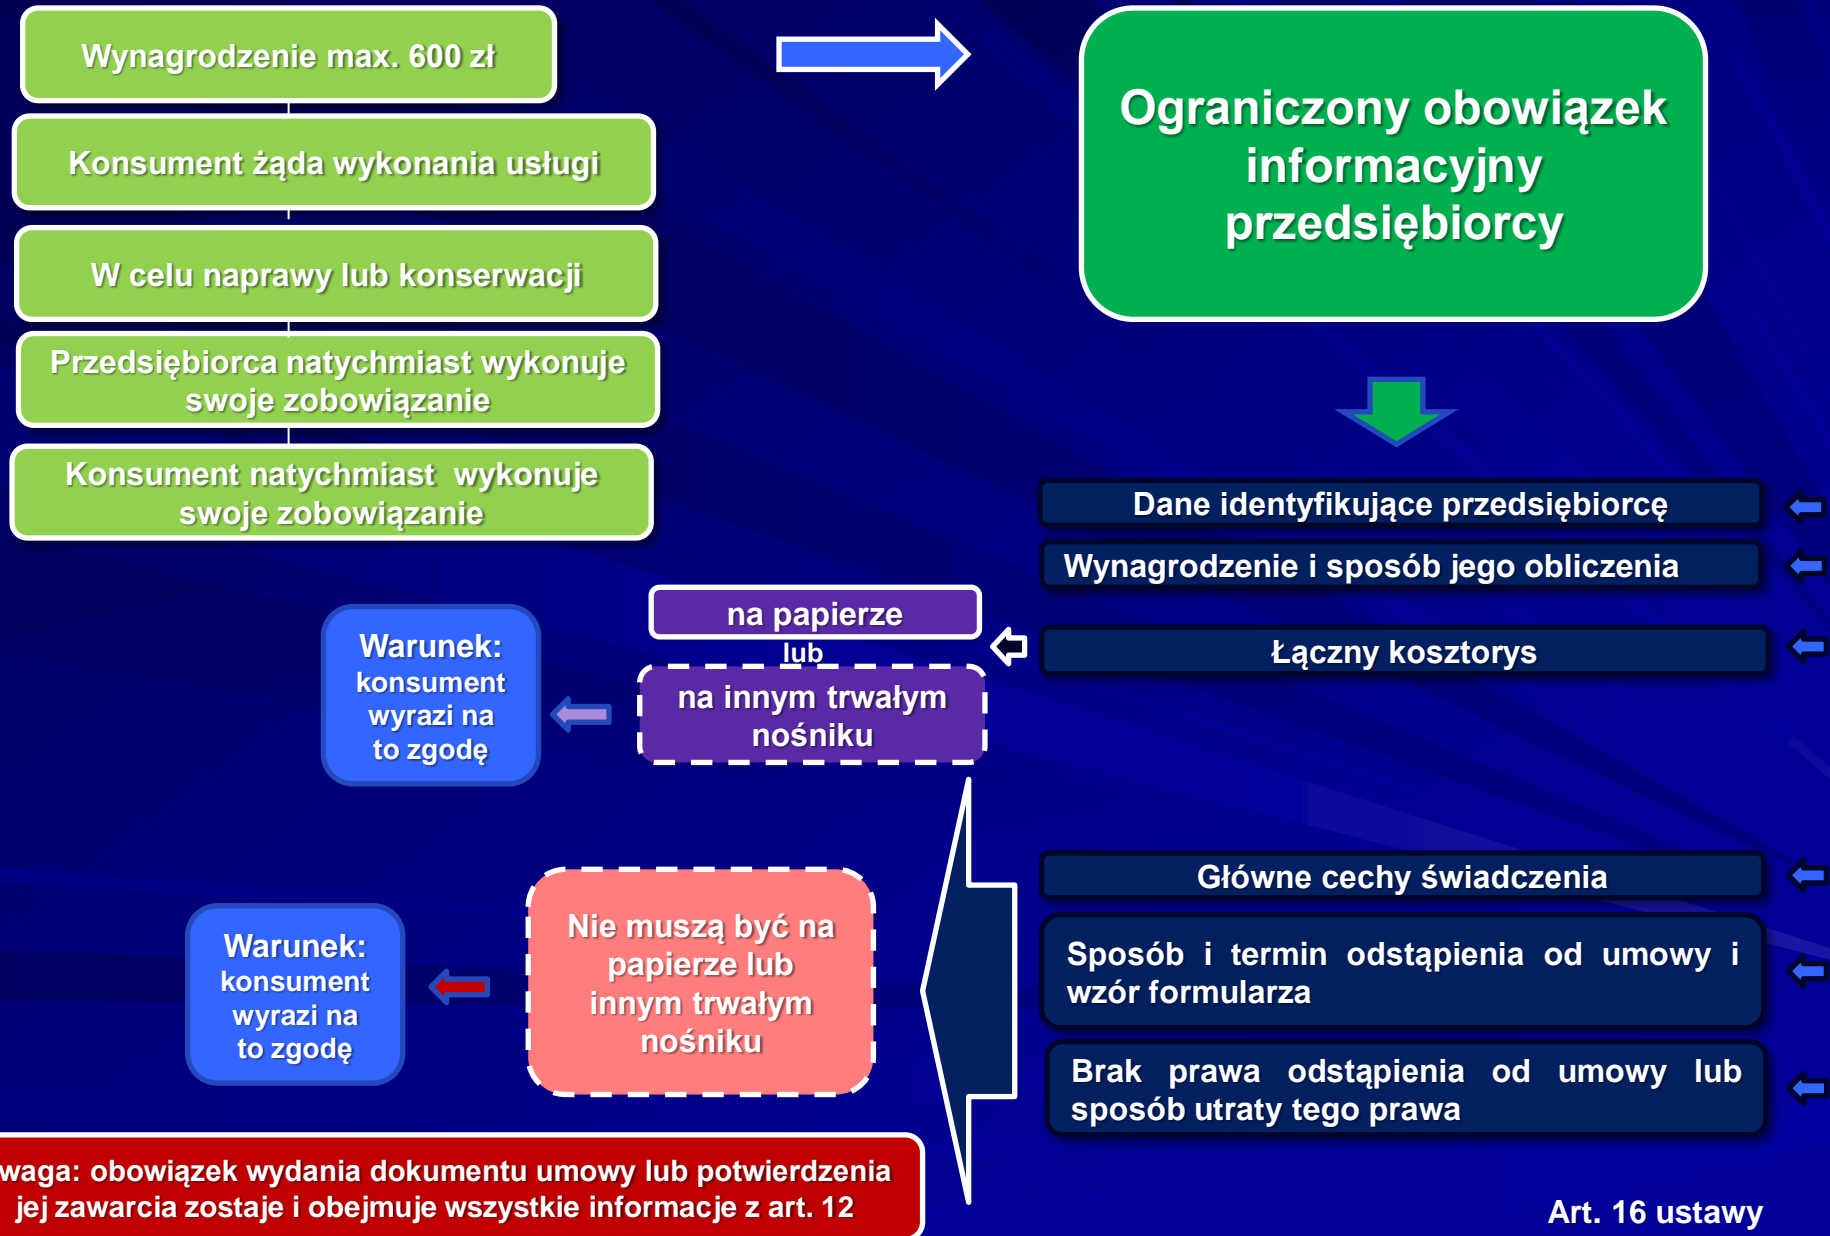 Wynagrodzenie max. 600 zł
Konsument żąda wykonania usługi
W celu naprawy lub konserwacji
Przedsiębiorca natychmiast wykonuje
swoje zobowiązanie
Konsument natychmiast wykonuje
swoje zobowiązanie
Ograniczony obowiązek
informacyjny
przedsiębiorcy
Dane identyfikujące przedsiębiorcę
Wynagrodzenie i sposób jego obliczenia
Łączny kosztorys
na papierze
lub
na innym trwałym
nośniku
Warunek:
konsument
wyrazi na
to zgodę
Główne cechy świadczenia
Sposób i termin odstąpienia od umowy i
wzór formularza
Brak prawa odstąpienia od umowy lub
sposób utraty tego prawa
Nie muszą być na
papierze lub
innym trwałym
nośniku
Warunek:
konsument
wyrazi na
to zgodę
waga: obowiązek wydania dokumentu umowy lub potwierdzenia
jej zawarcia zostaje i obejmuje wszystkie informacje z art. 12
Art. 16 ustawy